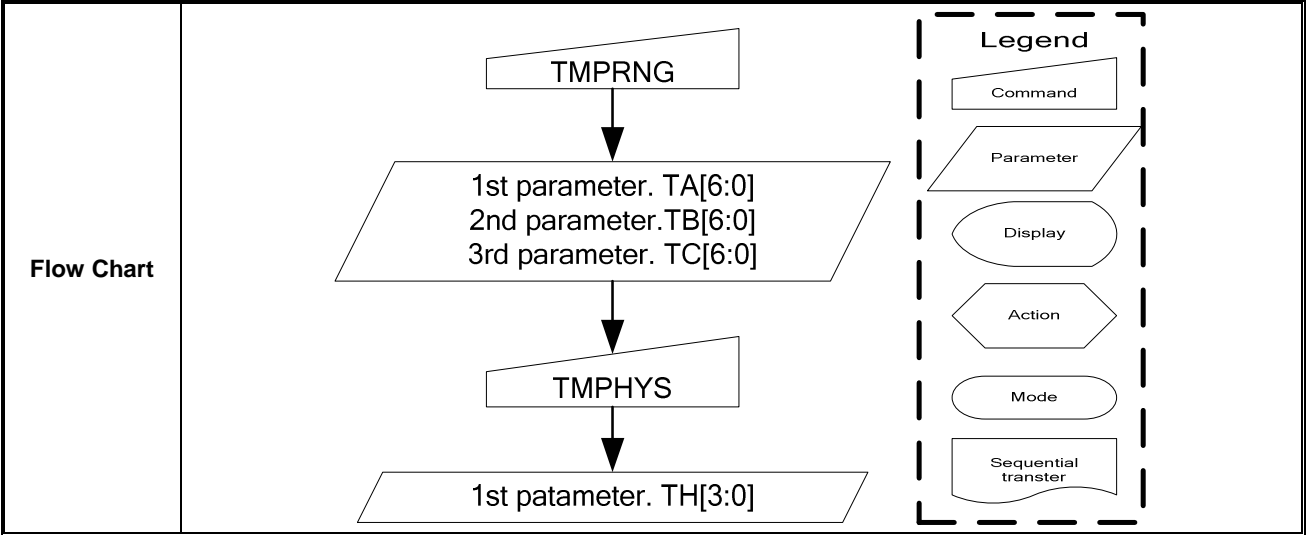 Flow Chart
TMPRNG
1st parameter. TA[6:0]
2nd parameter.TB[6:0]
3rd parameter. TC[6:0]
TMPHYS
1st patameter. TH[3:0]
Legend
Command
Parameter
Display
Action
Mode
Sequential
transter